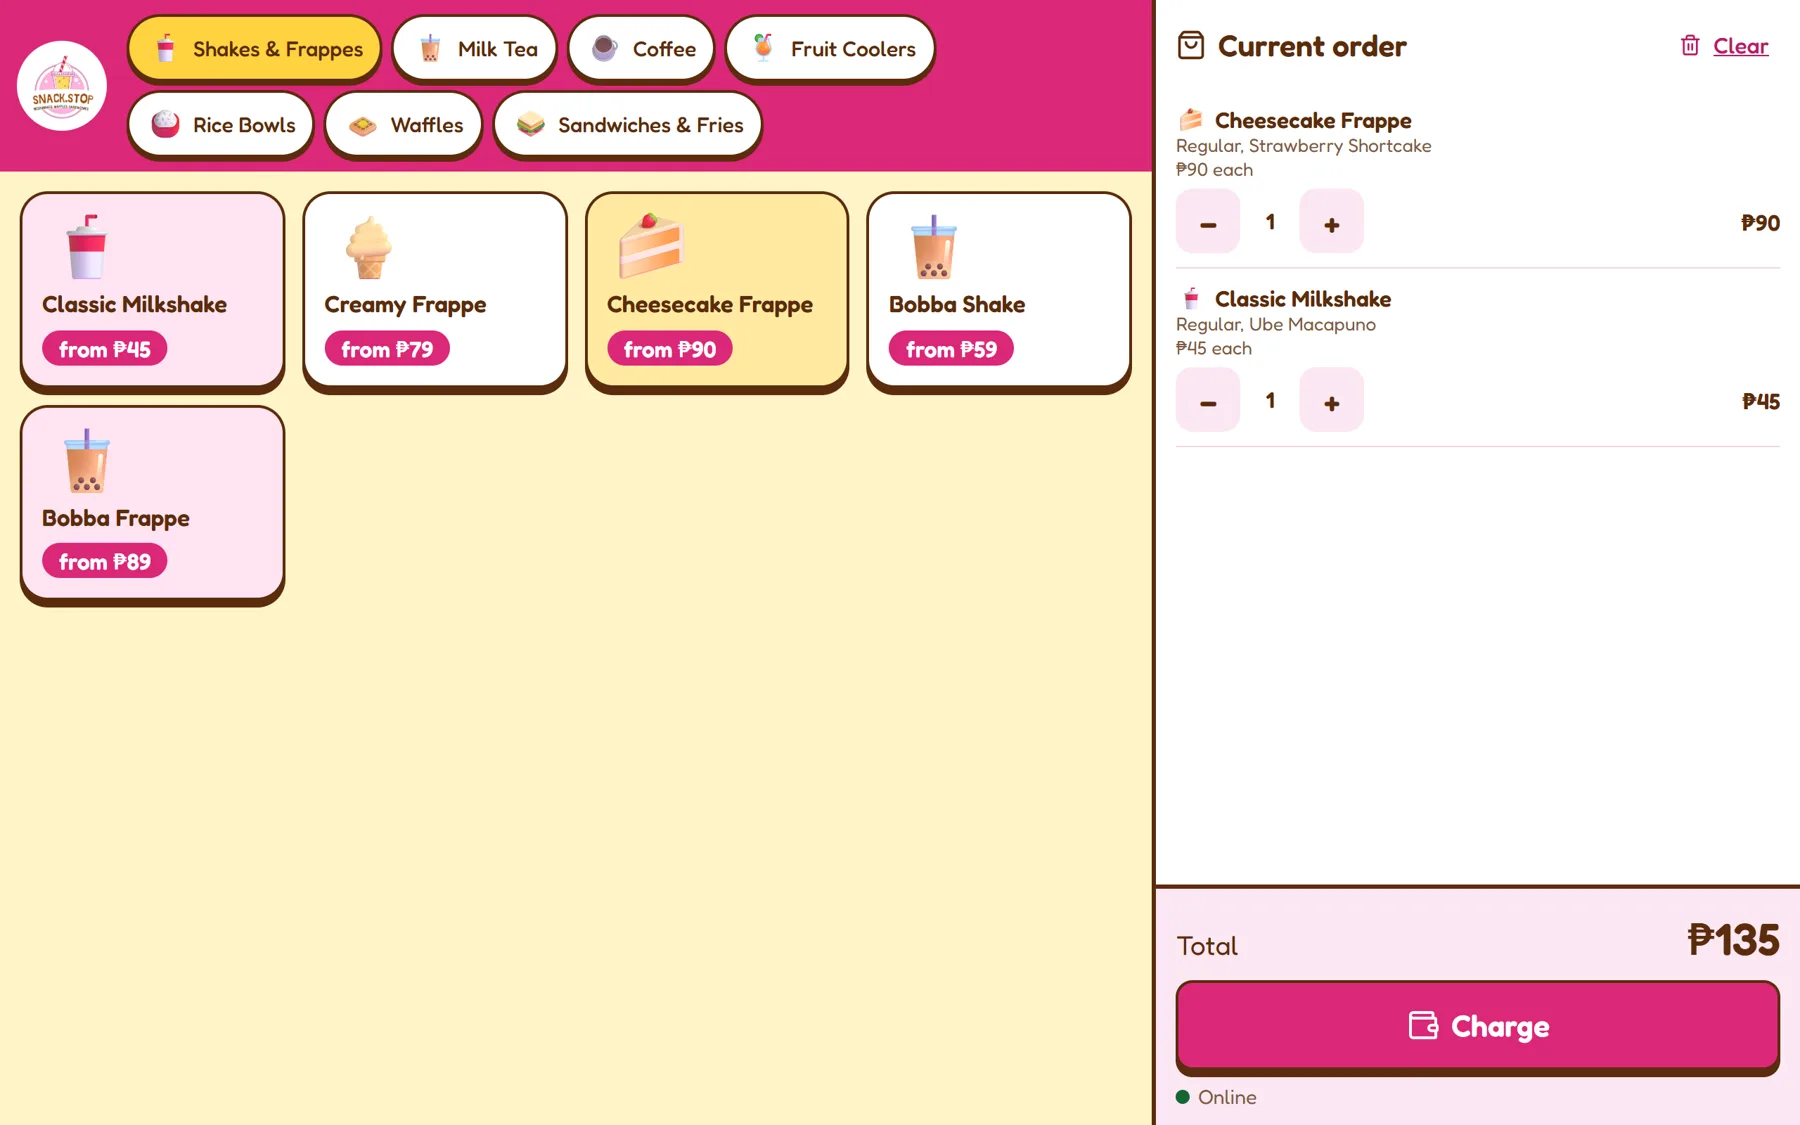 SNACK.STOP
Shakes & Frappes
Milk Tea
Coffee
Fruit Coolers
Rice Bowls
Waffles
Sandwiches & Fries
Classic Milkshake
from ₱45
Creamy Frappe
from ₱79
Cheesecake Frappe
from ₱90
Bobba Shake
from ₱59
Bobba Frappe
from ₱89
Current order
Clear
Cheesecake Frappe
Regular, Strawberry Shortcake
₱90 each
− 1 + ₱90
Classic Milkshake
Regular, Ube Macapuno
₱45 each
− 1 + ₱45
Total ₱135
Charge
Online